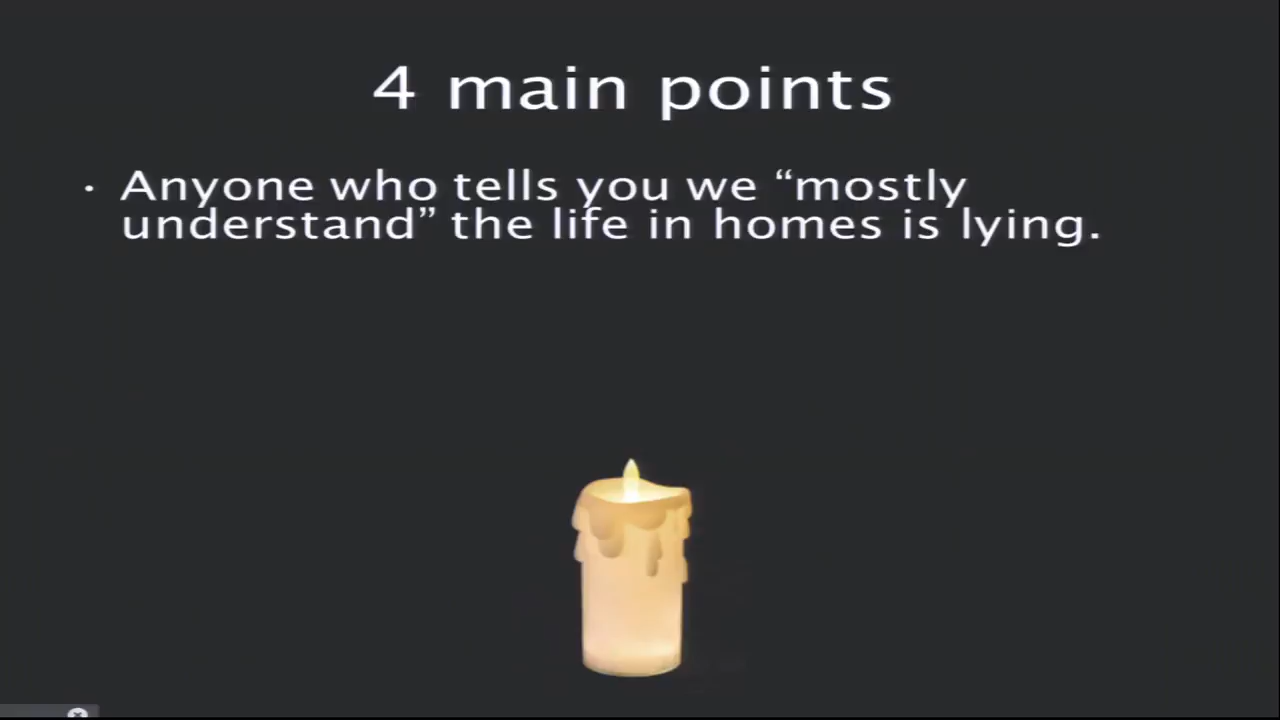 4 main points
· Anyone who tells you we “mostly
understand” the life in homes is lying.